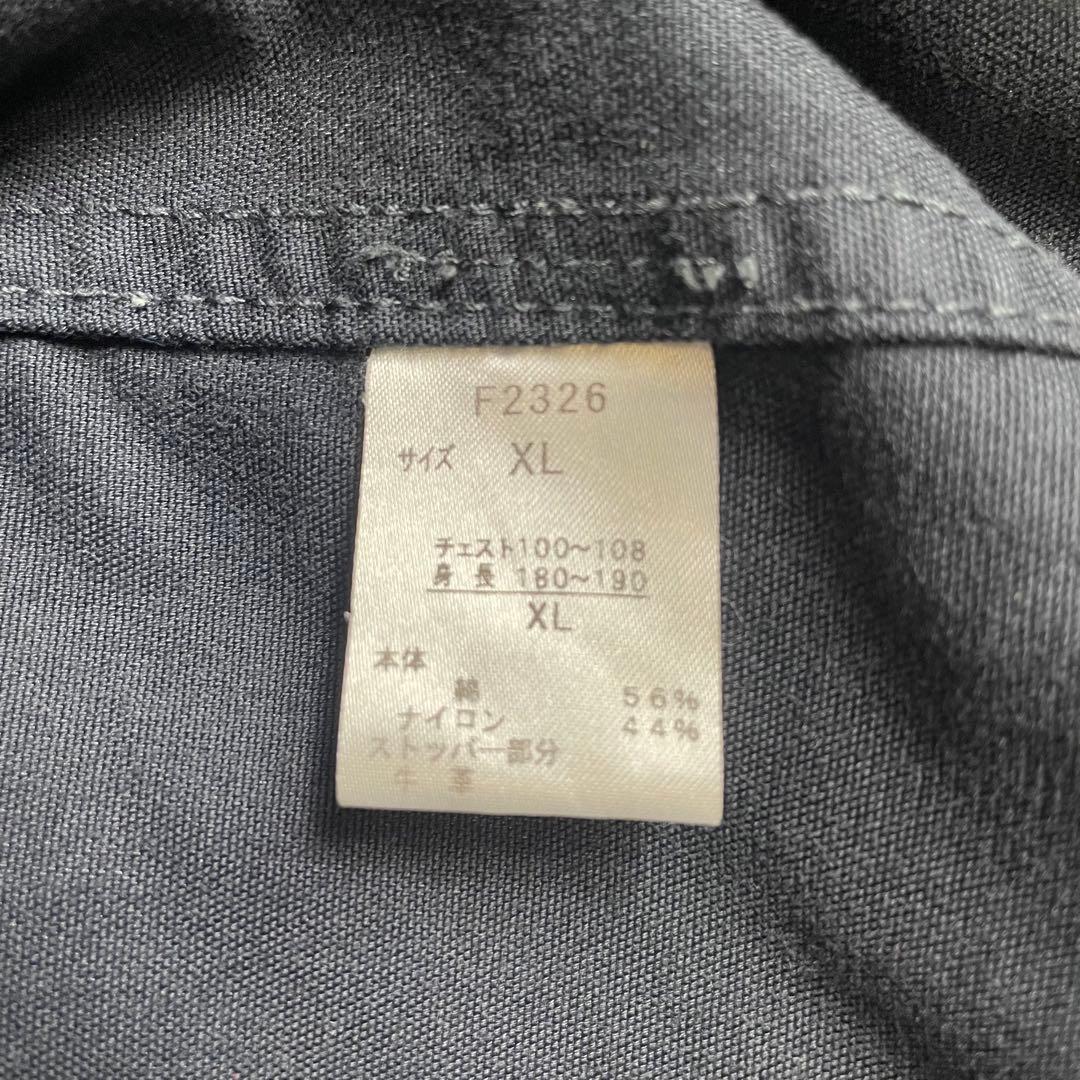 F2326
サイズ XL
チェスト100~108
身長 180~190
XL
本体
綿 56%
ナイロン 44%
ストッパー部分
牛革